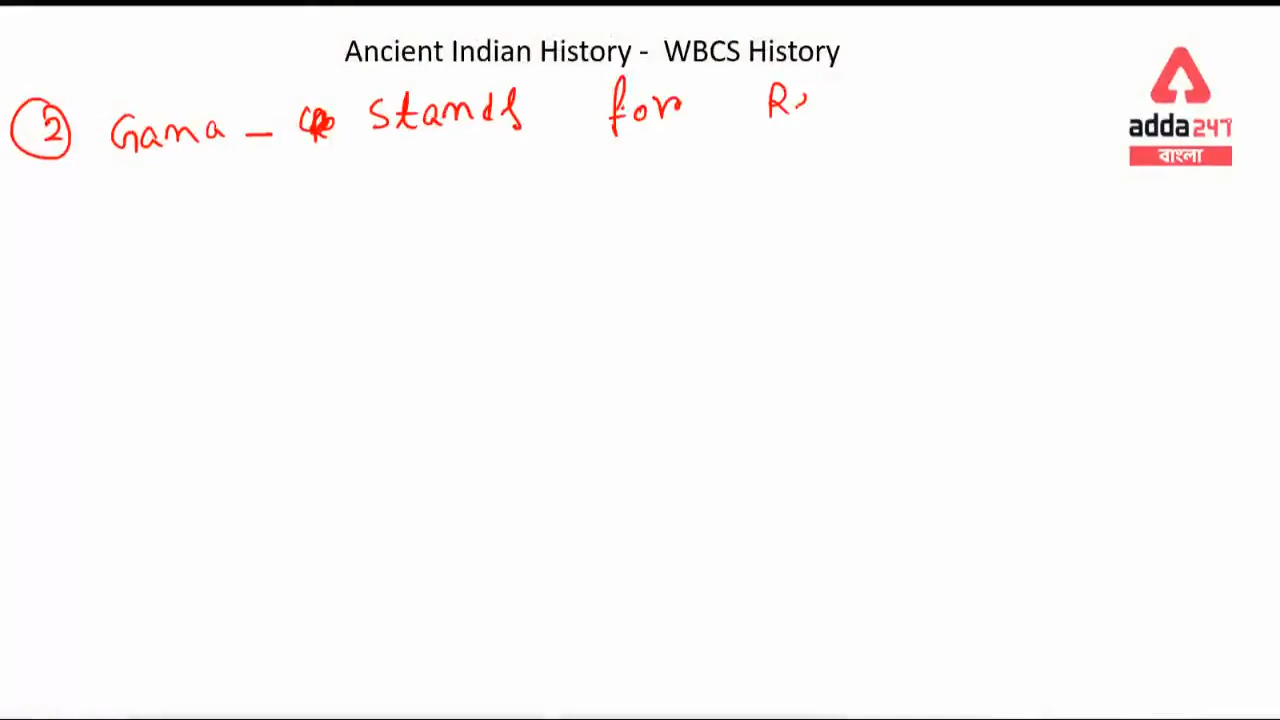 Ancient Indian History - WBCS History
adda247
বাংলা
2 Gana - stands for R